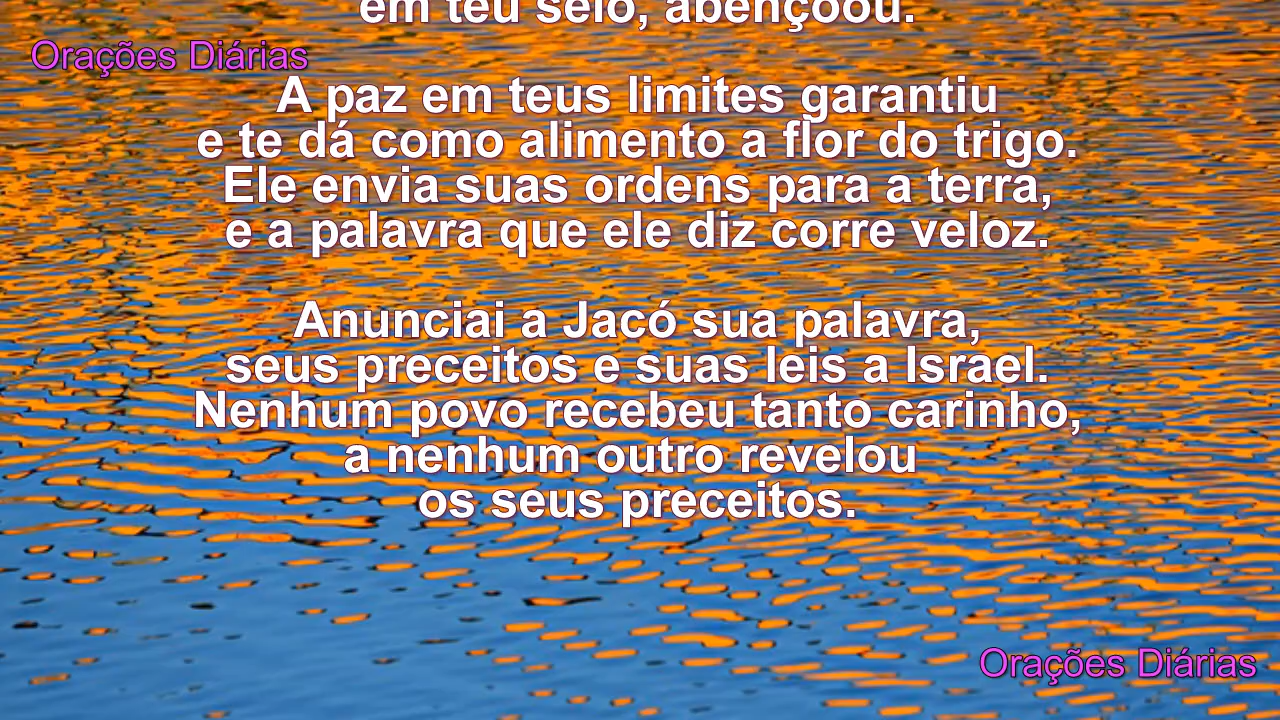 em teu seio, abençoou.
Orações Diárias
A paz em teus limites garantiu
e te dá como alimento a flor do trigo.
Ele envia suas ordens para a terra,
e a palavra que ele diz corre veloz.
Anunciai a Jacó sua palavra,
seus preceitos e suas leis a Israel.
Nenhum povo recebeu tanto carinho,
a nenhum outro revelou
os seus preceitos.
Orações Diárias